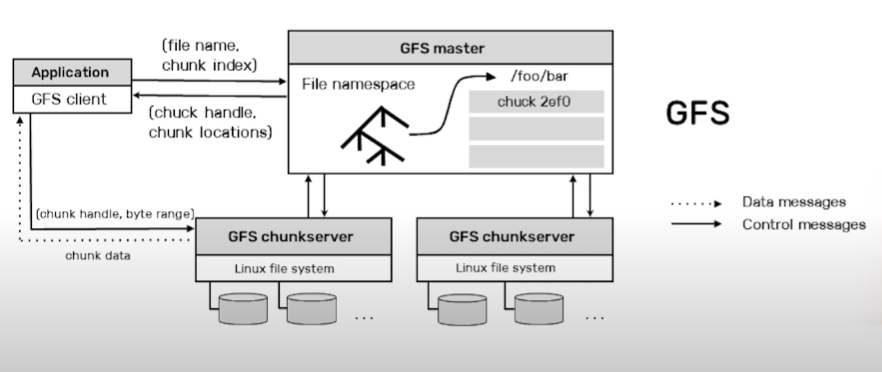 (file name,
chunk index)
GFS master
Application
GFS client
File namespace
/foo/bar
chuck 2ef0
(chuck handle,
chunk locations)
GFS
Data messages
Control messages
(chunk handle, byte range)
chunk data
GFS chunkserver
Linux file system
...
GFS chunkserver
Linux file system
...